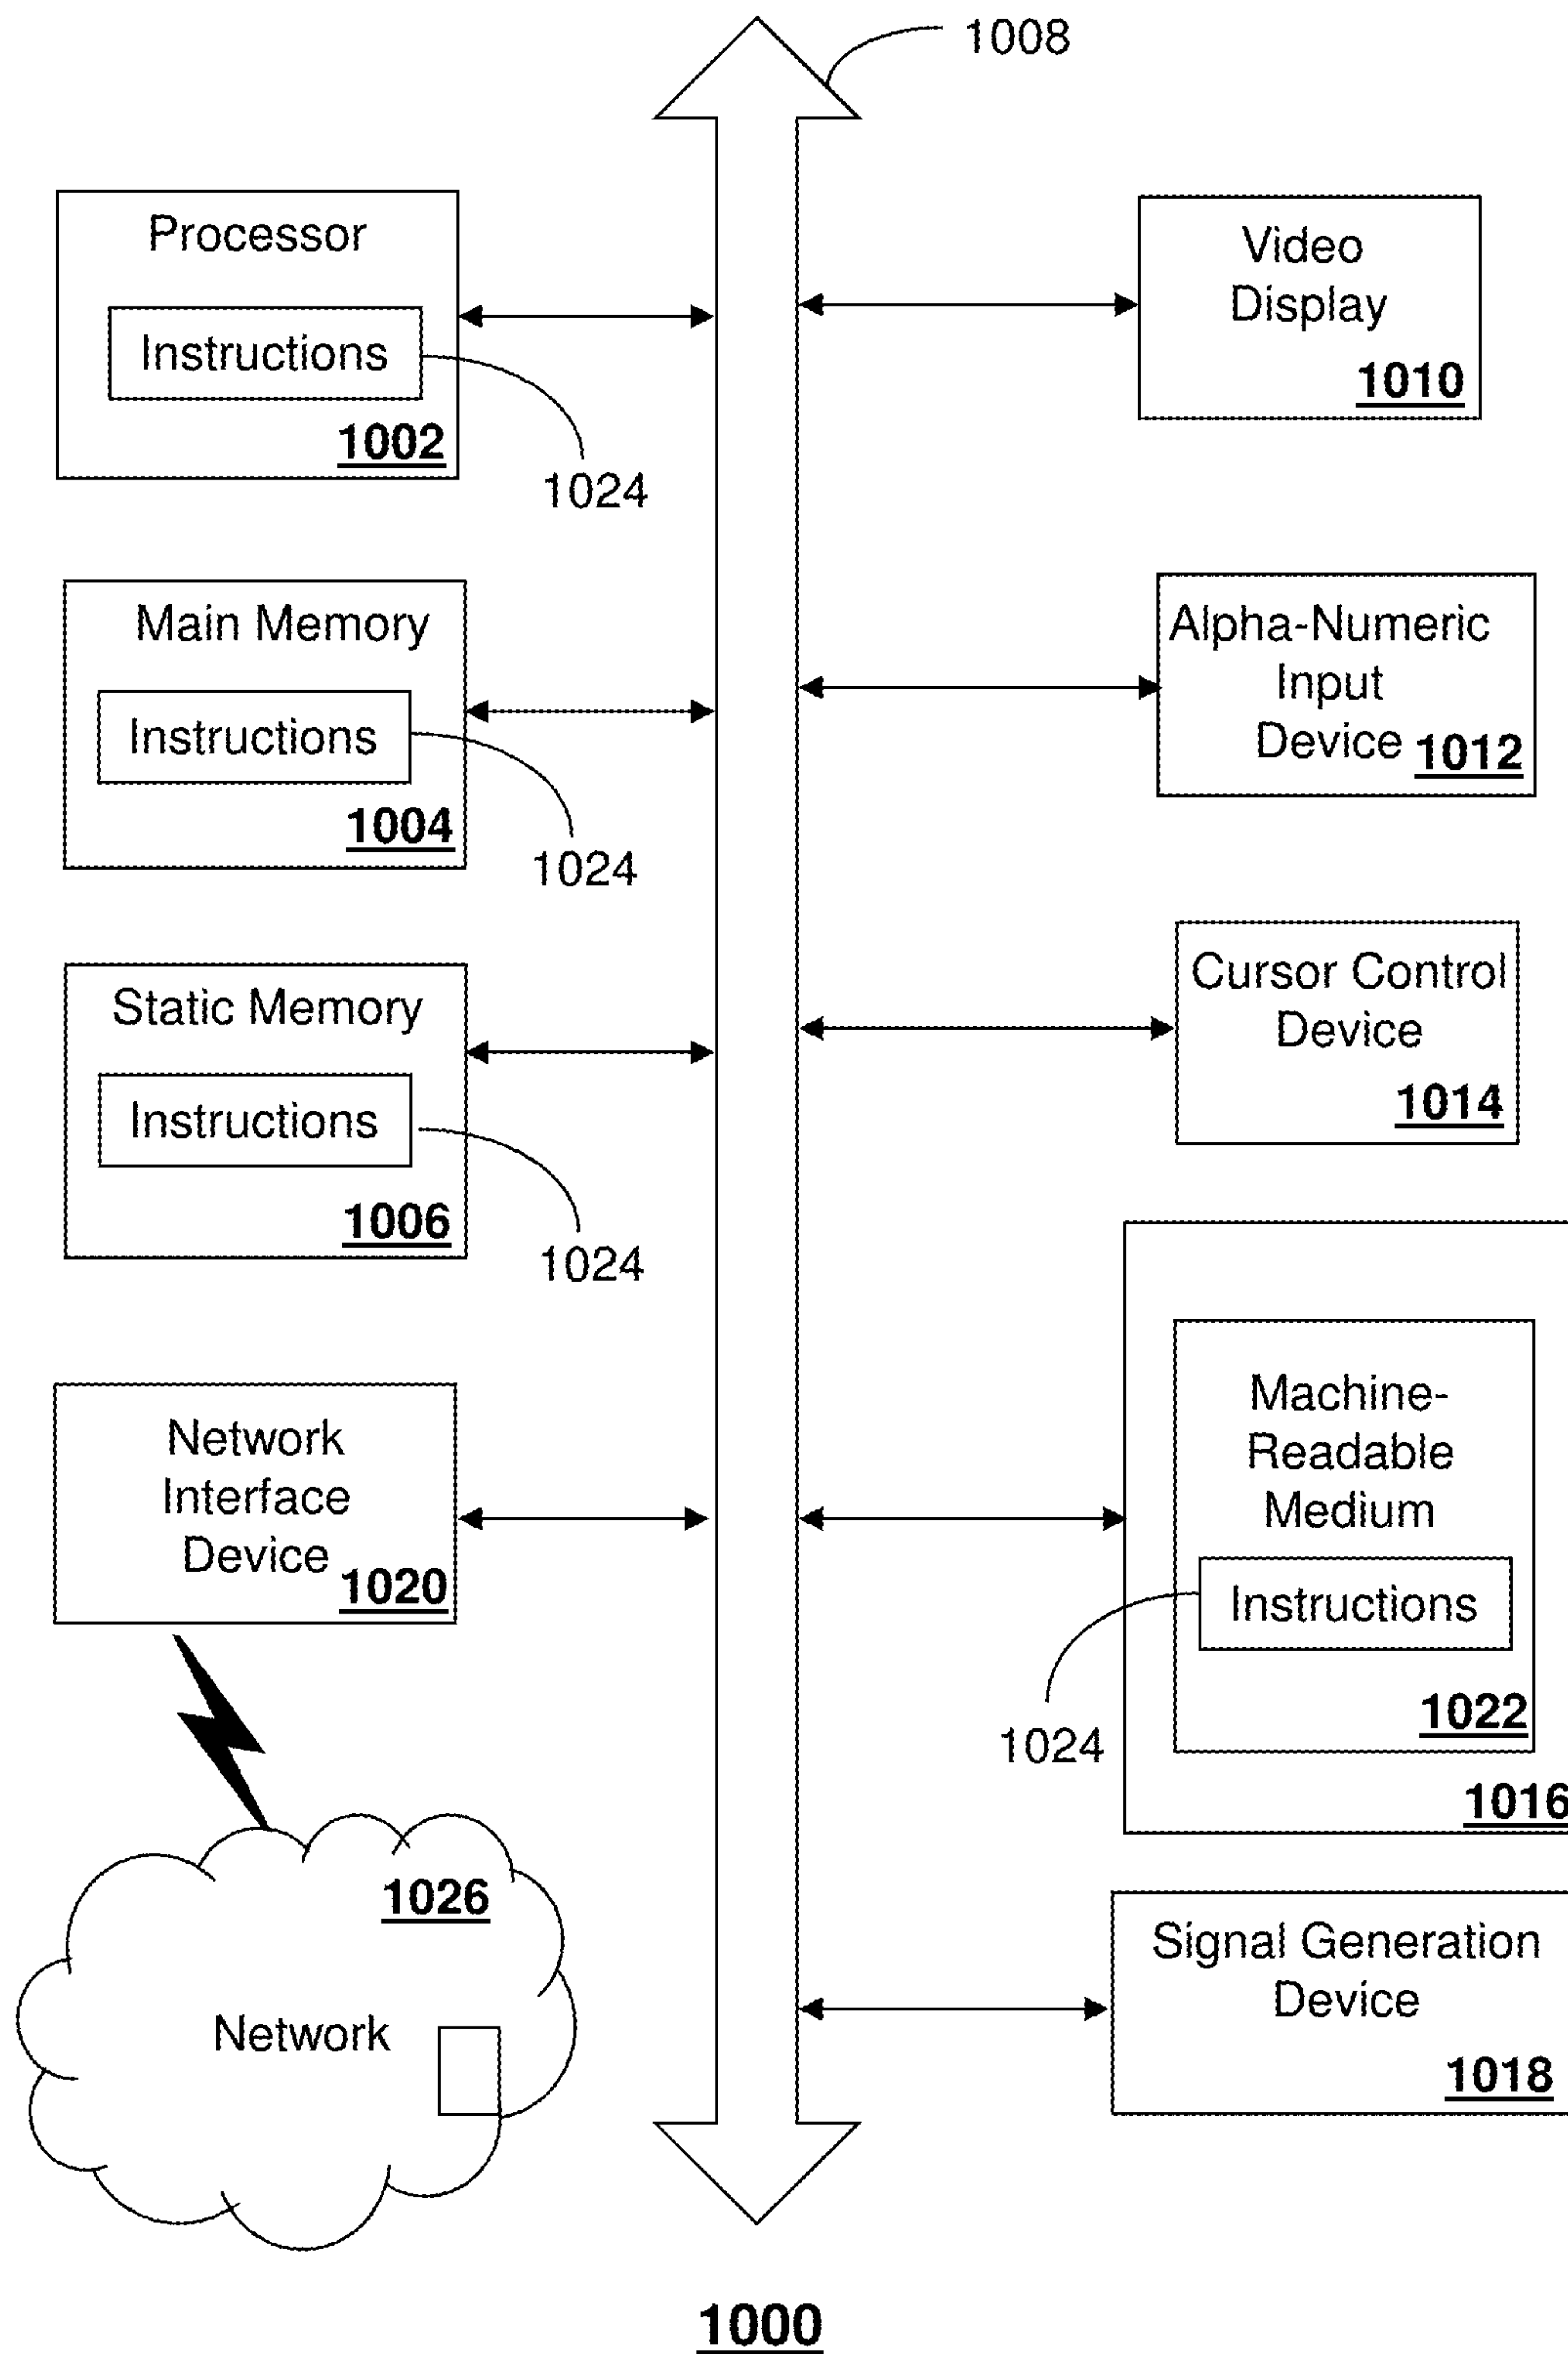 1008
Processor
Instructions
1002
1024
Video
Display
1010
Main Memory
Instructions
1004
1024
Alpha-Numeric
Input
Device 1012
Static Memory
Instructions
1006
1024
Cursor Control
Device
1014
Network
Interface
Device
1020
Machine-
Readable
Medium
Instructions
1022
1024
1016
1026
Network
Signal Generation
Device
1018
1000